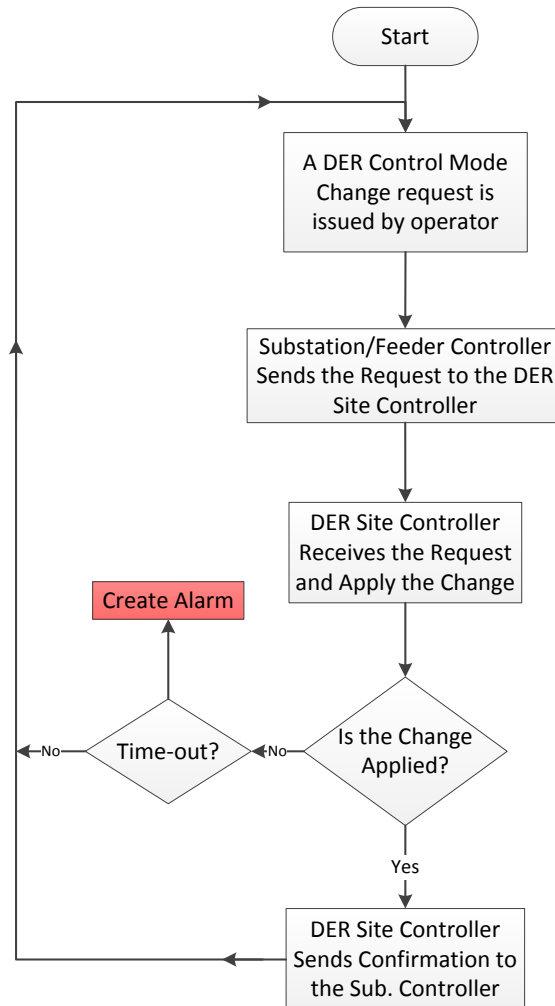 Start
A DER Control Mode
Change request is
issued by operator
Substation/Feeder Controller
Sends the Request to the DER
Site Controller
DER Site Controller
Receives the Request
and Apply the Change
Create Alarm
Is the Change
Applied?
No
Time-out?
No
Yes
DER Site Controller
Sends Confirmation to
the Sub. Controller